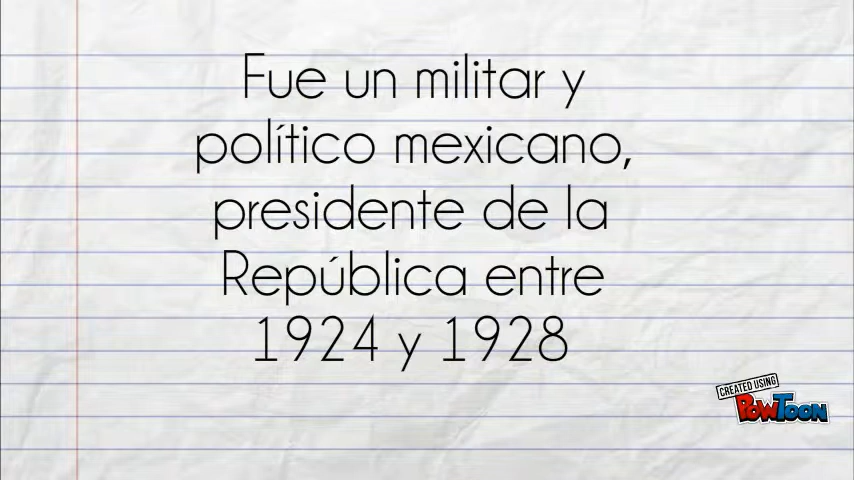 Fue un militar y
político mexicano,
presidente de la
República entre
1924 y 1928
CREATED USING
POWTOON